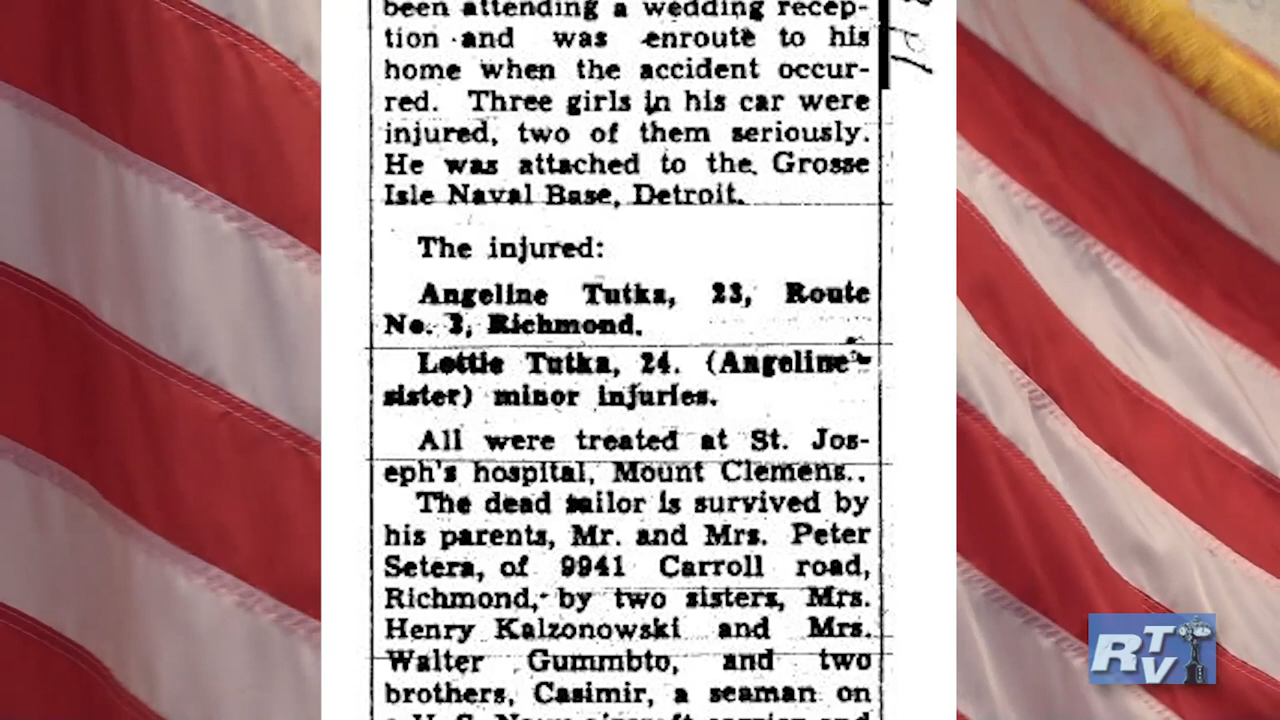 been attending a wedding recep-
tion and was enroute to his
home when the accident occur-
red. Three girls in his car were
injured, two of them seriously.
He was attached to the Grosse
Isle Naval Base, Detroit.
The injured:
Angeline Tutka, 23, Route
No. 3, Richmond.
Lottie Tutka, 24. (Angeline's
sister) minor injuries.
All were treated at St. Jos-
eph's hospital, Mount Clemens..
The dead sailor is survived by
his parents, Mr. and Mrs. Peter
Setera, of 9941 Carroll road,
Richmond, by two sisters, Mrs.
Henry Kalzonowski and Mrs.
Walter Gummbto, and two
brothers, Casimir, a seaman on
a U. S. Navy aircraft carrier and
RTV